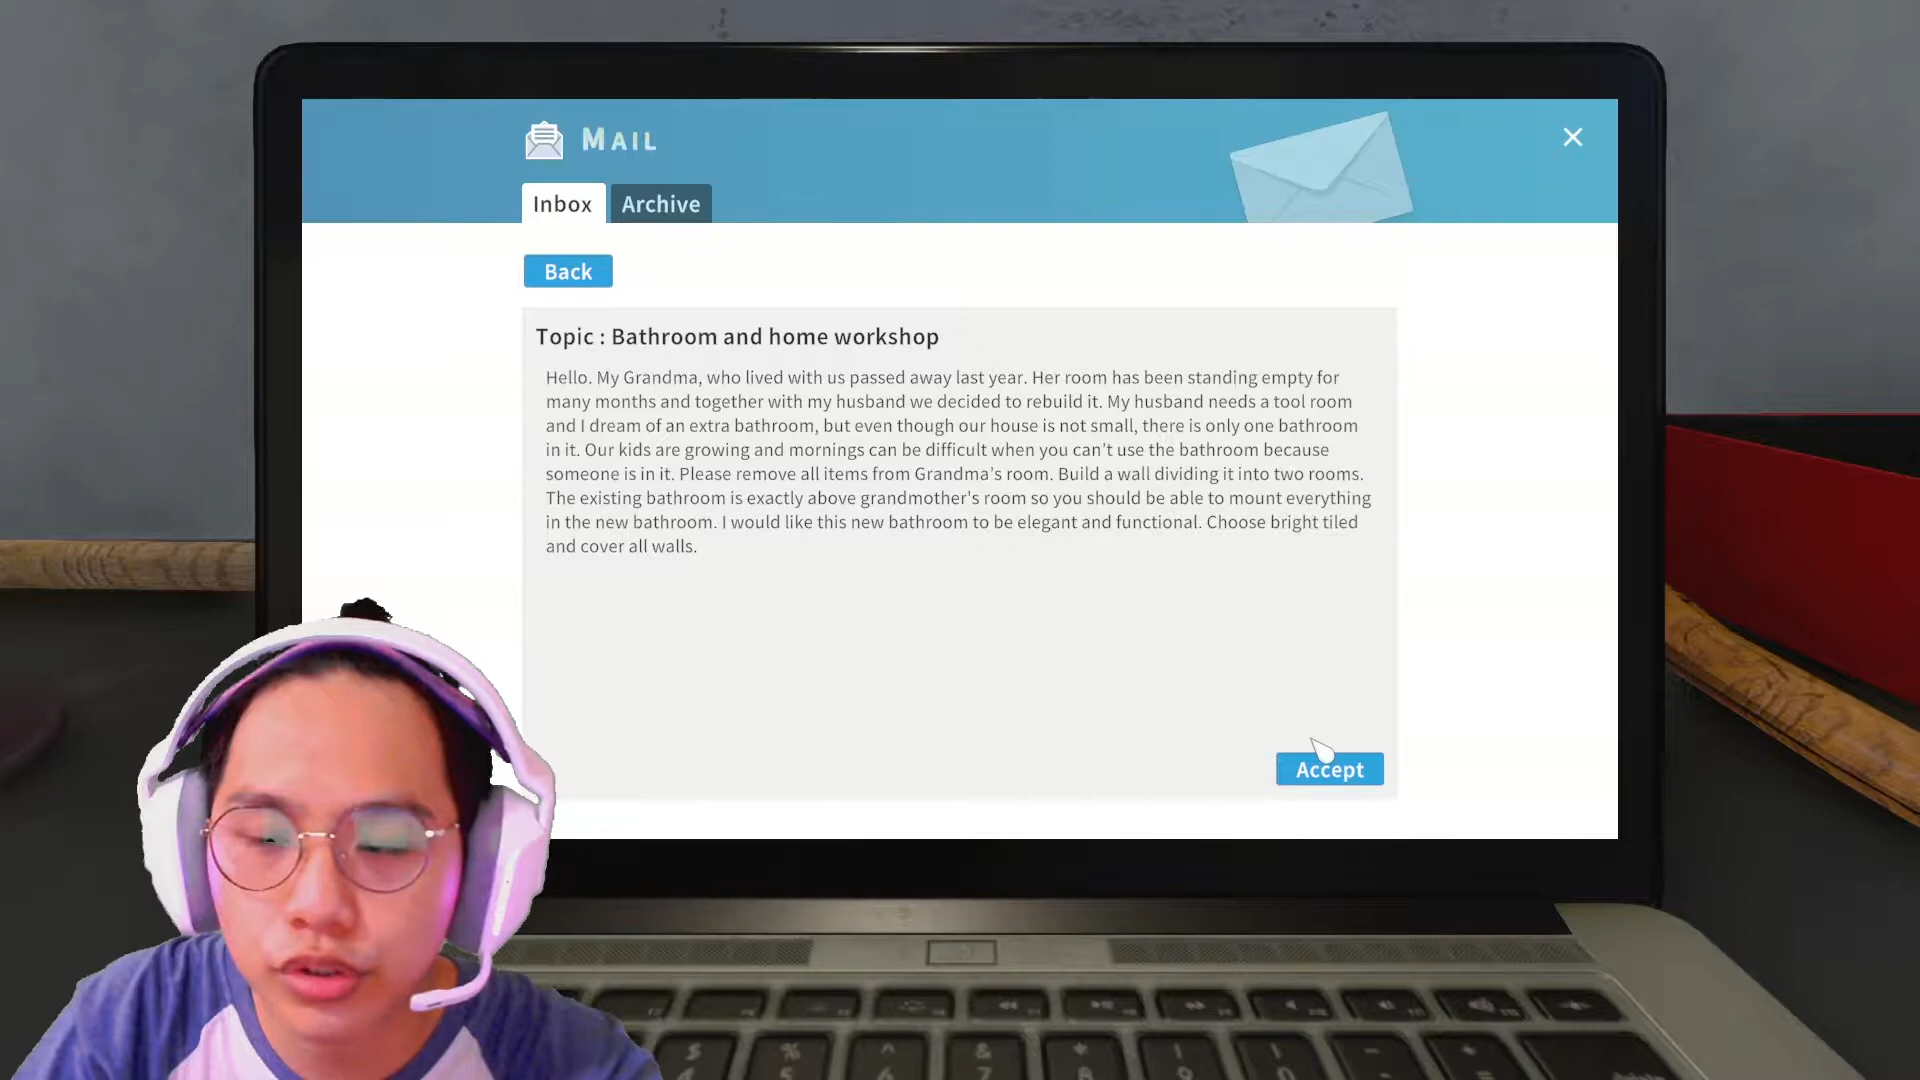 MAIL
Inbox Archive
Back
Topic : Bathroom and home workshop
Hello. My Grandma, who lived with us passed away last year. Her room has been standing empty for
many months and together with my husband we decided to rebuild it. My husband needs a tool room
and I dream of an extra bathroom, but even though our house is not small, there is only one bathroom
in it. Our kids are growing and mornings can be difficult when you can't use the bathroom because
someone is in it. Please remove all items from Grandma's room. Build a wall dividing it into two rooms.
The existing bathroom is exactly above grandmother's room so you should be able to mount everything
in the new bathroom. I would like this new bathroom to be elegant and functional. Choose bright tiled
and cover all walls.
Accept